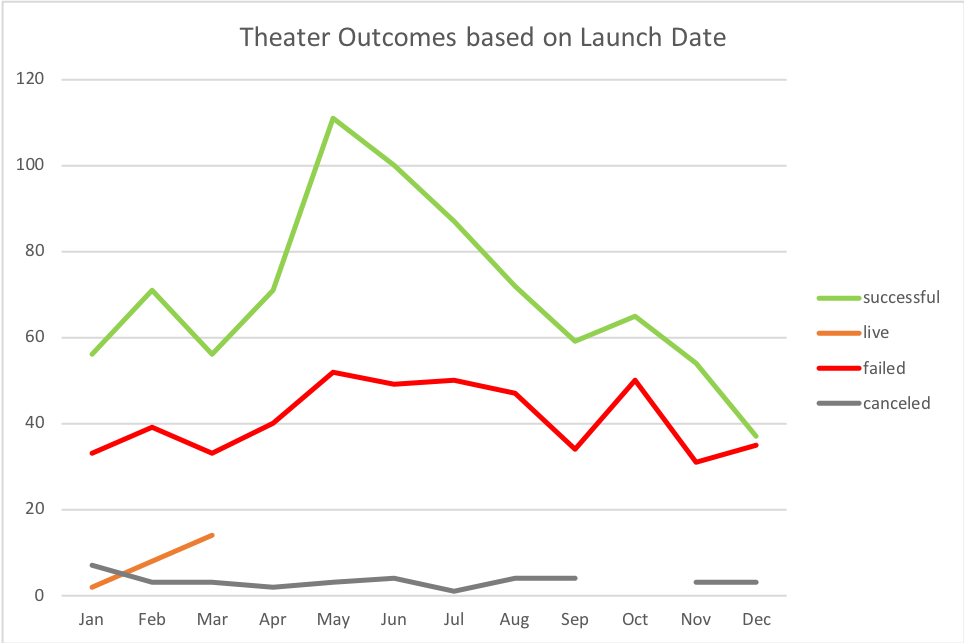 Theater Outcomes based on Launch Date
120
100
80
60
40
20
0
Jan Feb Mar Apr May Jun Jul Aug Sep Oct Nov Dec
successful
live
failed
canceled